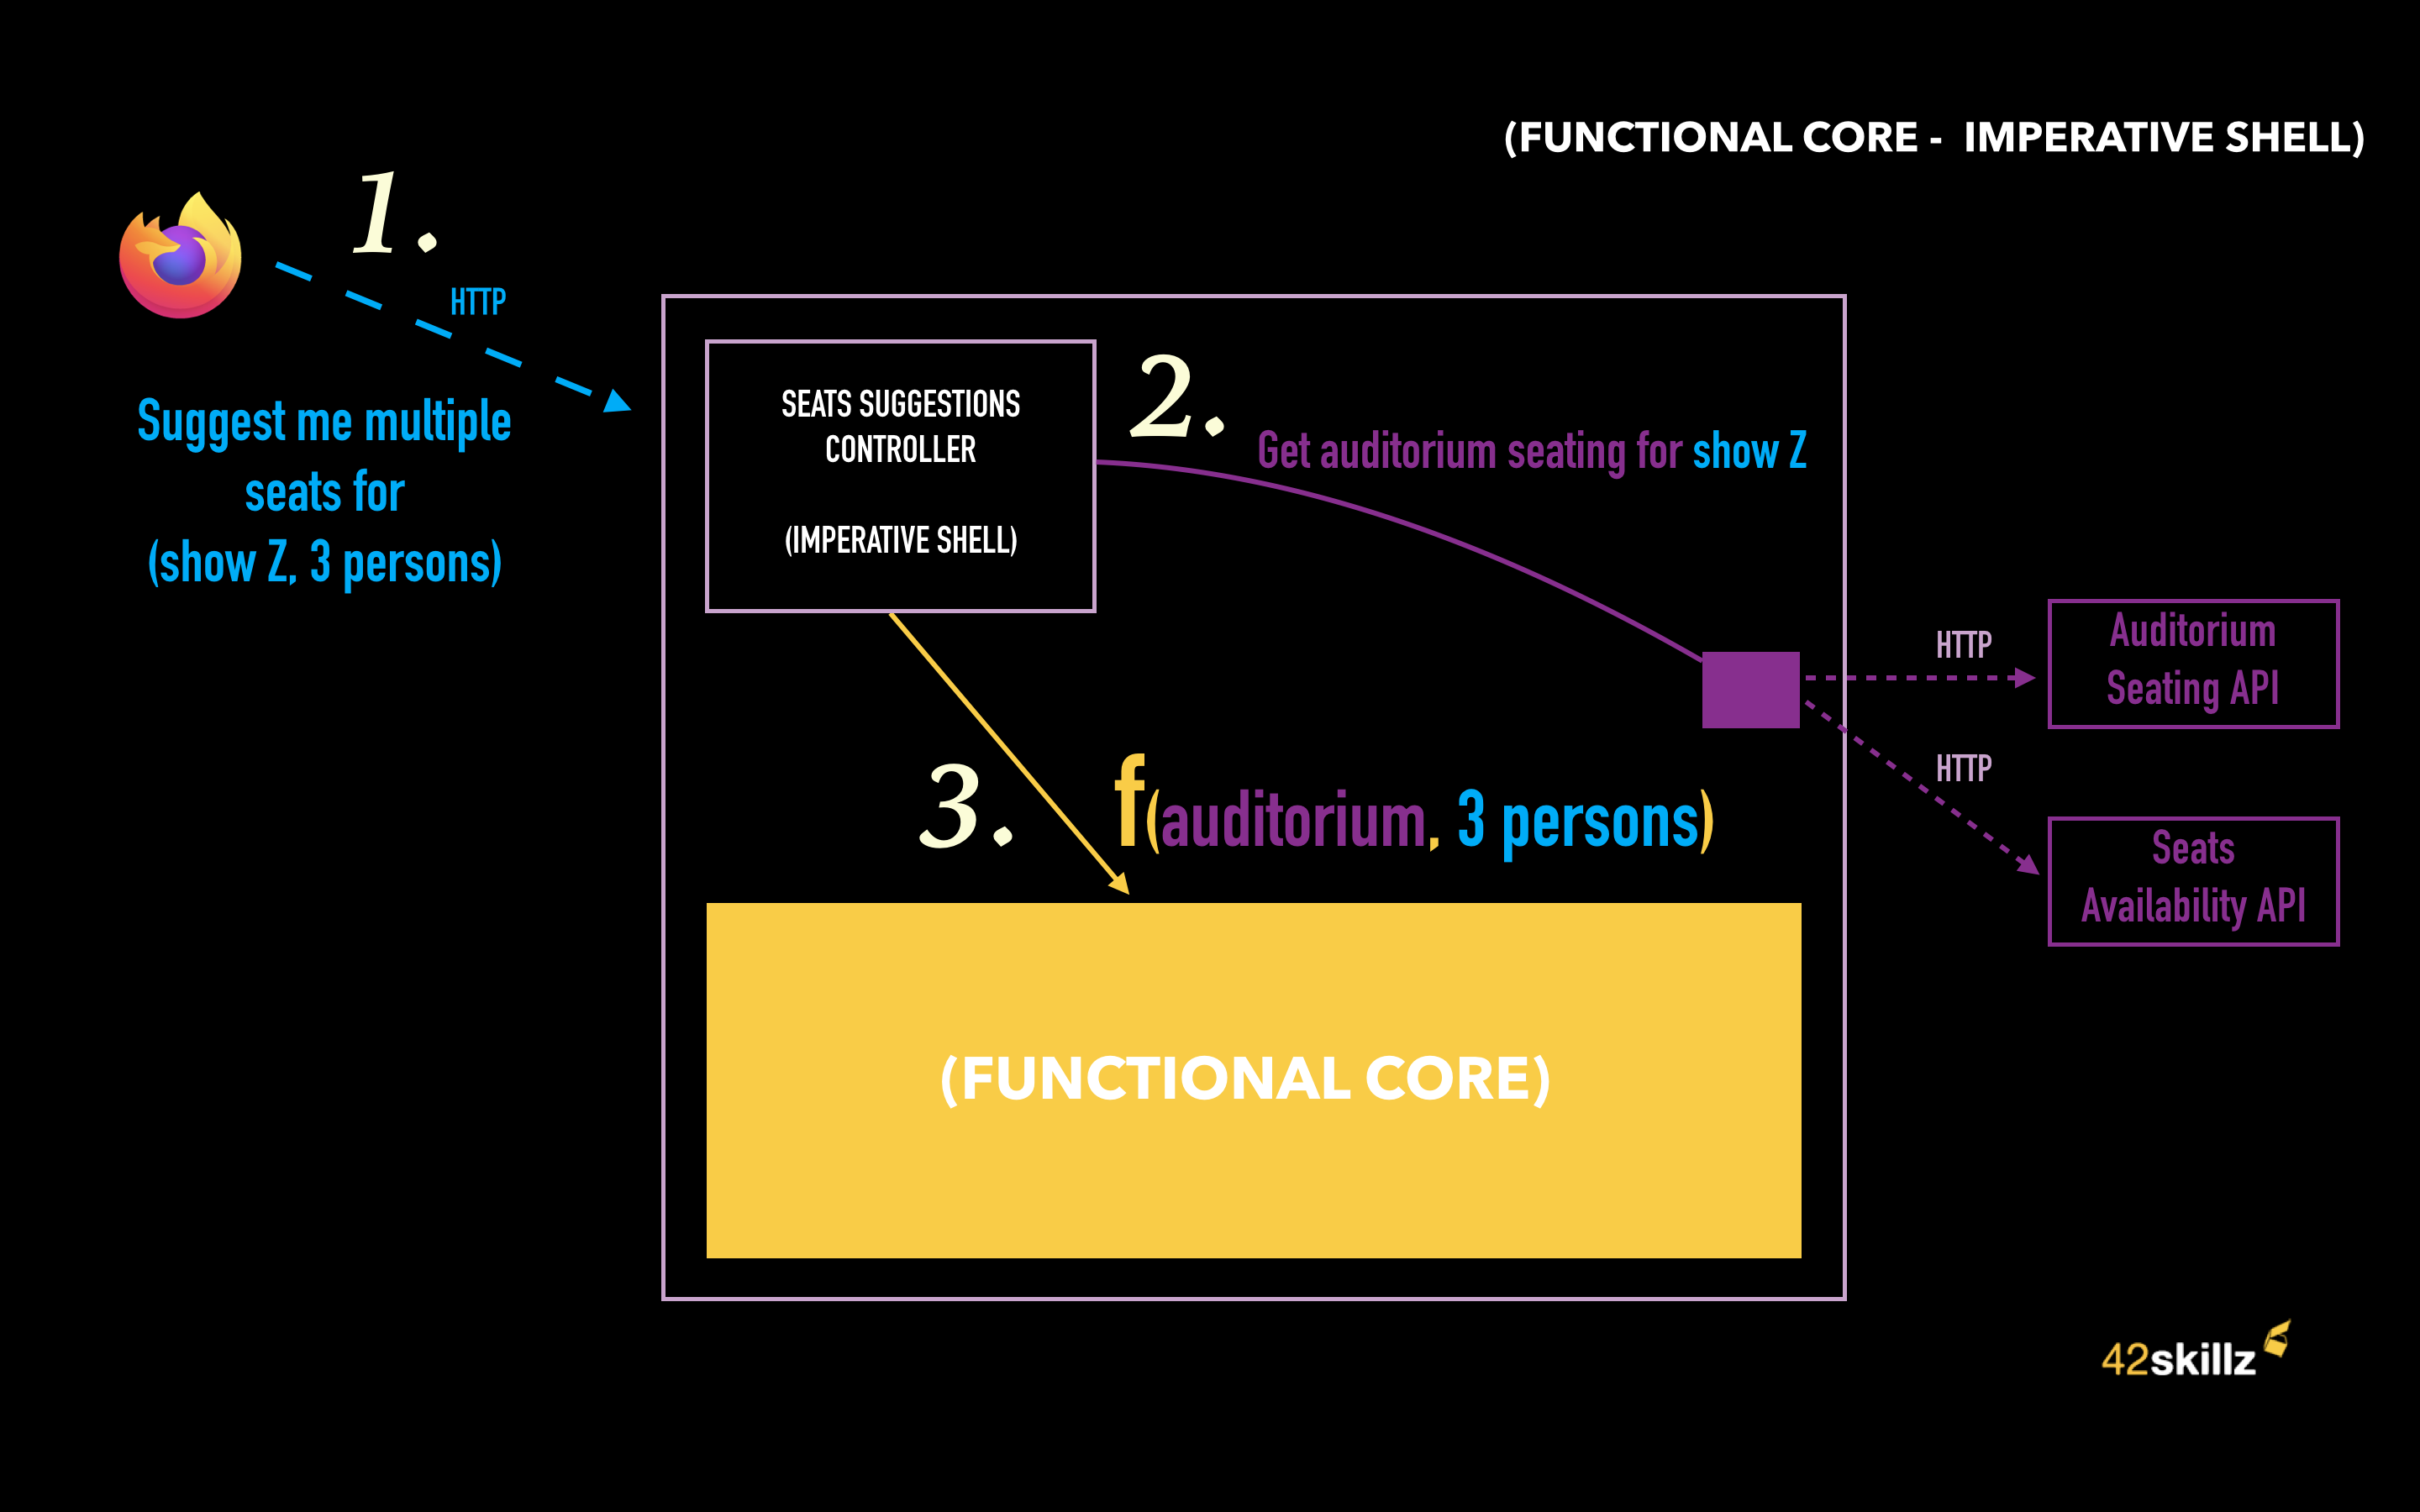 (FUNCTIONAL CORE - IMPERATIVE SHELL)
1.
HTTP
Suggest me multiple
seats for
(show Z, 3 persons)
SEATS SUGGESTIONS
CONTROLLER
(IMPERATIVE SHELL)
2.
Get auditorium seating for show Z
HTTP
Auditorium
Seating API
HTTP
Seats
Availability API
3.
f(auditorium, 3 persons)
(FUNCTIONAL CORE)
42skillz